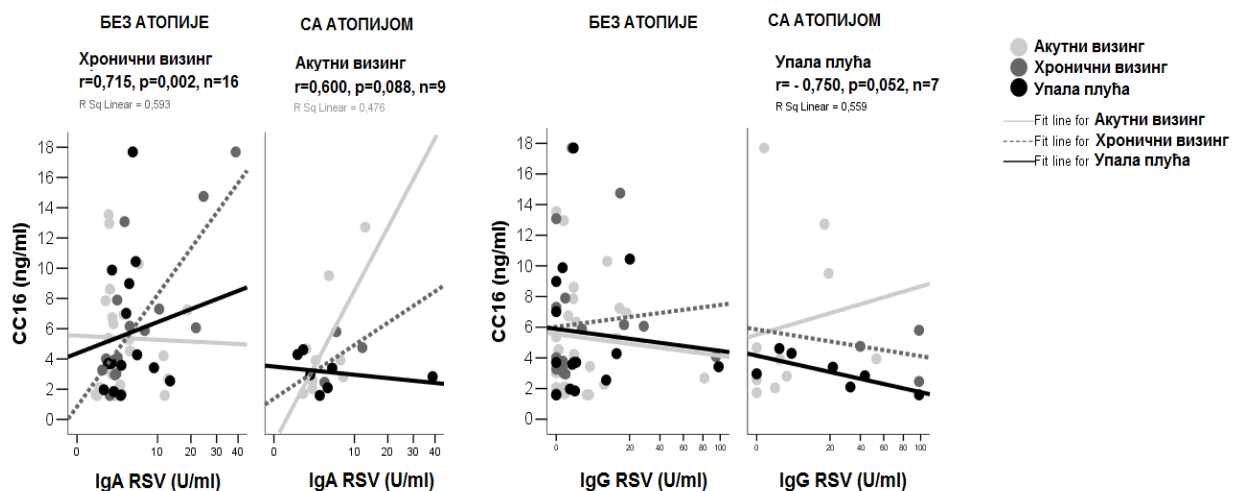 БЕЗ АТОПИЈЕ
СА АТОПИЈОМ
Хронични визинг
r=0,715, p=0,002, n=16
R Sq Linear = 0,593
Акутни визинг
r=0,600, p=0,088, n=9
R Sq Linear = 0,476
CC16 (ng/ml)
18
16
14
12
10
8
6
4
2
0
0 10 20 30 40
0 10 20 30 40
IgA RSV (U/ml)
IgA RSV (U/ml)
БЕЗ АТОПИЈЕ
СА АТОПИЈОМ
Упала плућа
r= - 0,750, p=0,052, n=7
R Sq Linear = 0,559
CC16 (ng/ml)
18
16
14
12
10
8
6
4
2
0
0 20 40 60 80 100
0 20 40 60 80 100
IgG RSV (U/ml)
IgG RSV (U/ml)
Акутни визинг
Хронични визинг
Упала плућа
Fit line for Акутни визинг
Fit line for Хронични визинг
Fit line for Упала плућа